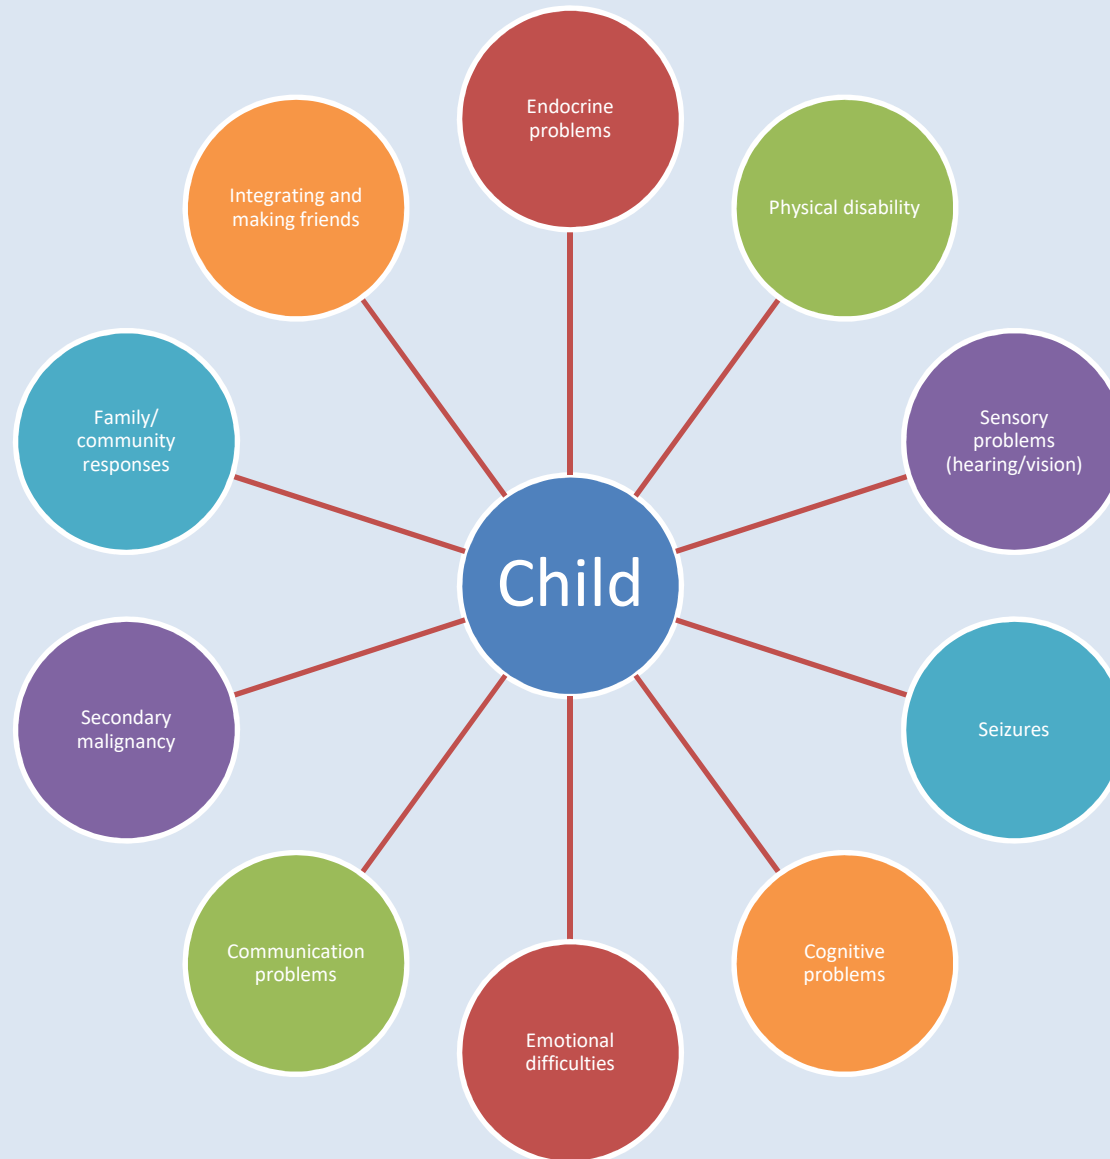 Endocrine
problems
Physical disability
Sensory
problems
(hearing/vision)
Seizures
Cognitive
problems
Emotional
difficulties
Communication
problems
Secondary
malignancy
Family/
community
responses
Integrating and
making friends
Child